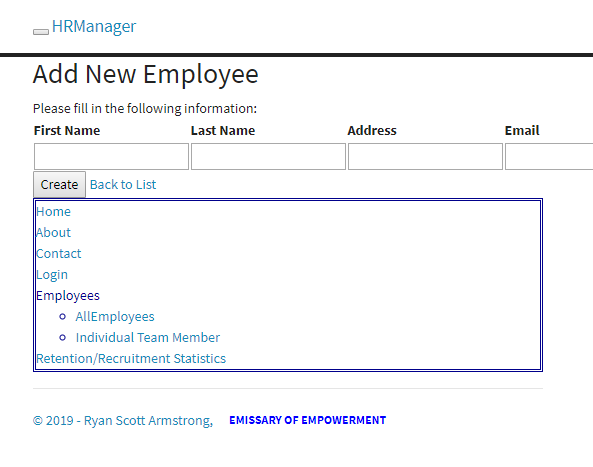 HRManager
Add New Employee
Please fill in the following information:
First Name Last Name Address Email
Create Back to List
Home
About
Contact
Login
Employees
AllEmployees
Individual Team Member
Retention/Recruitment Statistics
© 2019 - Ryan Scott Armstrong, EMISSARY OF EMPOWERMENT